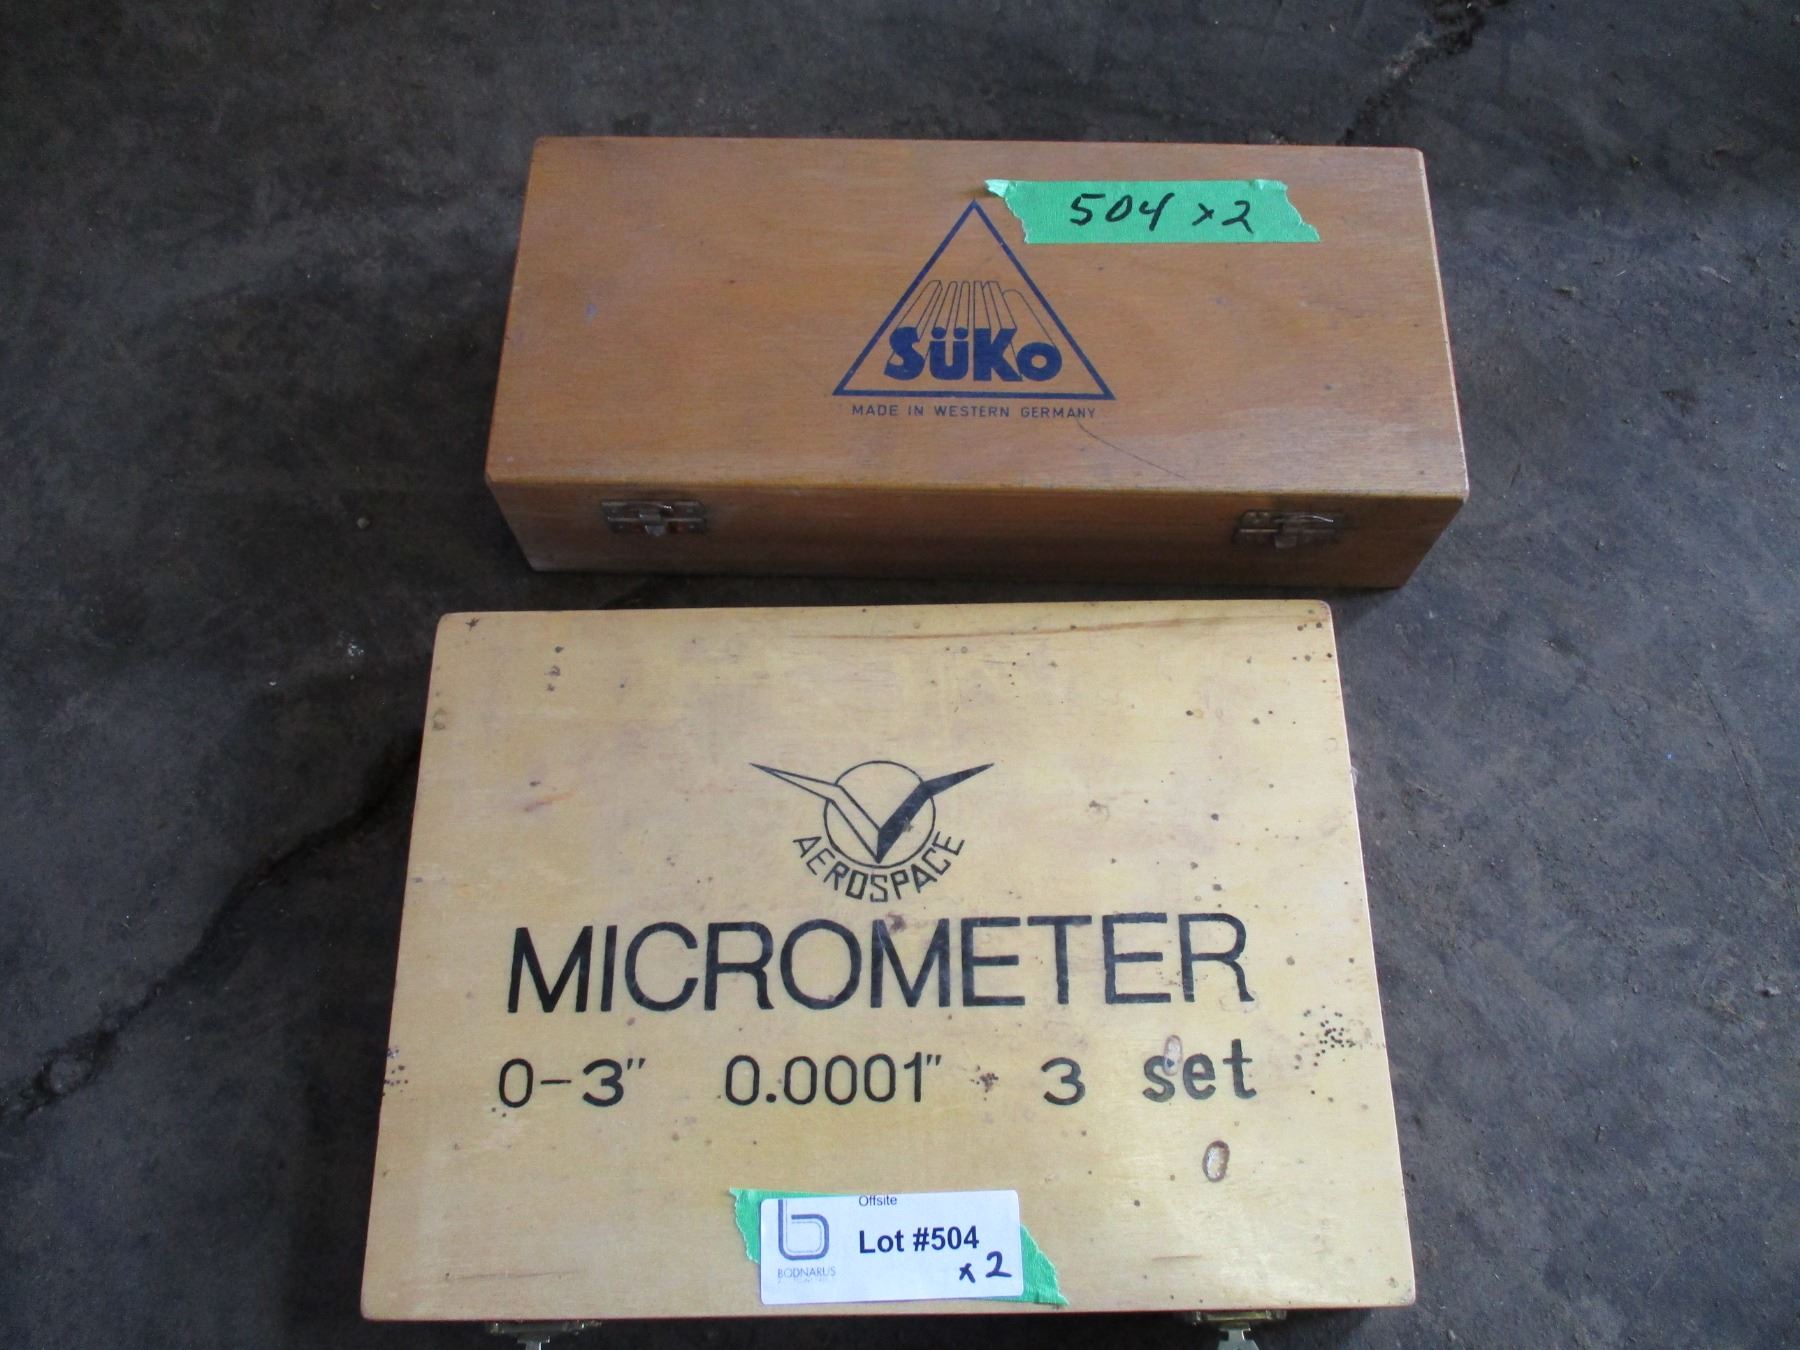 504 x2
SüKo
MADE IN WESTERN GERMANY
AEROSPACE
MICROMETER
0-3" 0.0001" 3 set
Offsite
Lot #504
x 2
BODNARUS